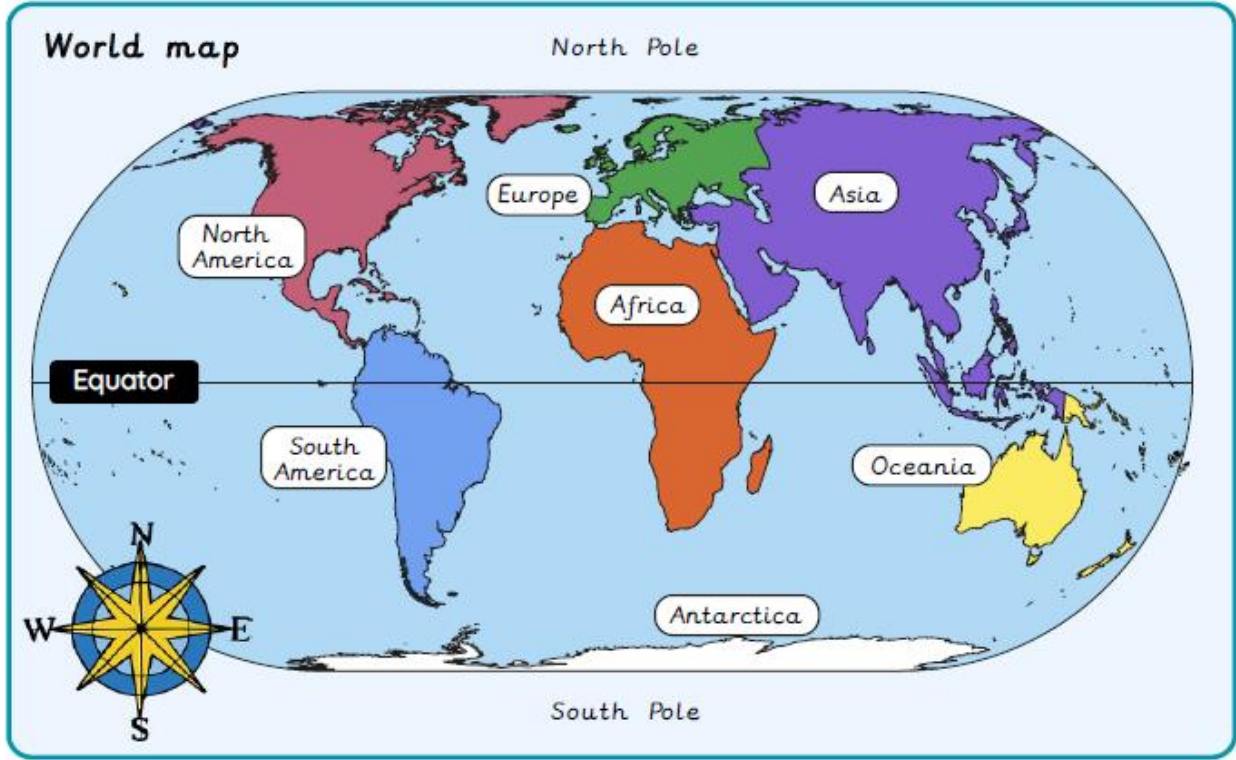 World map
North Pole
Europe
Asia
North
America
Africa
Equator
South
America
Oceania
N
W
E
S
Antarctica
South Pole